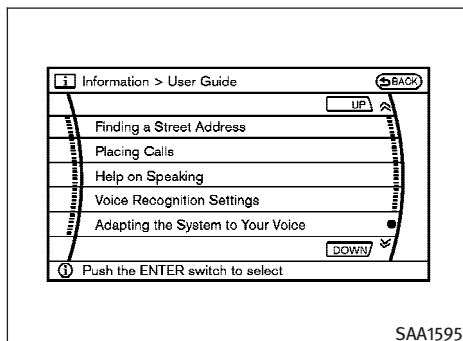 i Information > User Guide BACK
UP
Finding a Street Address
Placing Calls
Help on Speaking
Voice Recognition Settings
Adapting the System to Your Voice
DOWN
i Push the ENTER switch to select
SAA1595